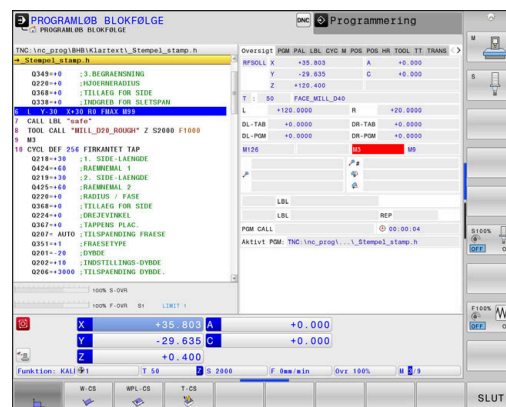 PROGRAMLØB BLOKFØLGE
PROGRAMLØB BLOKFØLGE
DNC
Programmering
TNC:\nc_prog\BHB\Klartext\_Stempel_stamp.h
→_Stempel_stamp.h
Q349=+0 ;3.BEGRAENSNING
Q220=+0 ;HJOERNERADIUS
Q368=+0 ;TILLAEG FOR SIDE
Q338=+0 ;INDGREB FOR SLETSPAN
6 L Y-30 X+30 R0 FMAX M99
7 CALL LBL "safe"
8 TOOL CALL "MILL_D20_ROUGH" Z S2000 F1000
9 M3
10 CYCL DEF 256 FIRKANTET TAP
Q218=+30 ;1. SIDE-LAENGDE
Q424=+60 ;RAEMNEMAL 1
Q219=+30 ;2. SIDE-LAENGDE
Q425=+60 ;RAEMNEMAL 2
Q220=+0 ;RADIUS / FASE
Q368=+0 ;TILLAEG FOR SIDE
Q224=+0 ;DREJEVINKEL
Q367=+0 ;TAPPENS PLAC.
Q207= AUTO ;TILSPAENDING FRAESE
Q351=+1 ;FRAESETYPE
Q201=-20 ;DYBDE
Q202=+10 ;INDSTILLINGS-DYBDE
Q206=+3000 ;TILSPAENDING DYBDE.
Oversigt PGM PAL LBL CYC M POS POS HR TOOL TT TRANS
RFSOLL X +35.803 A +0.000
Y -29.635 C +0.000
Z +120.400
T : 50 FACE_MILL_D40
L +120.0000 R +20.0000
DL-TAB +0.0000 DR-TAB +0.0000
DL-PGM +0.0000 DR-PGM +0.0000
M126 M3 M9
LBL
LBL REP
PGM CALL 00:00:04
Aktivt PGM: TNC:\nc_prog\...\_Stempel_stamp.h
100% S-OVR
100% F-OVR S1 LIMIT 1
X +35.803 A +0.000
Y -29.635 C +0.000
Z +0.400
Funktion: KALI 1 T 50 Z S 2000 F 0mm/min Ovr 100% M 3/9
W-CS WPL-CS T-CS
SLUT
M
S
S100%
OFF
F100%
OFF